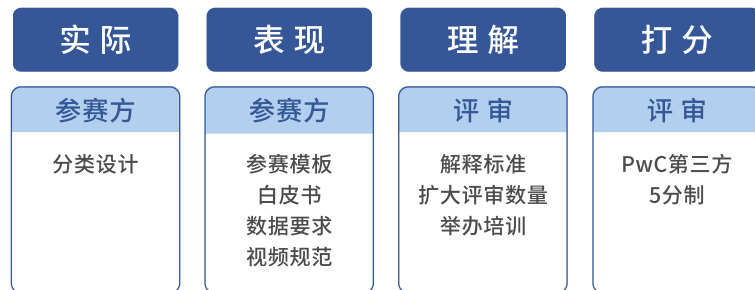 实际
参赛方
分类设计
表现
参赛方
参赛模板
白皮书
数据要求
视频规范
理解
评审
解释标准
扩大评审数量
举办培训
打分
评审
PwC第三方
5分制